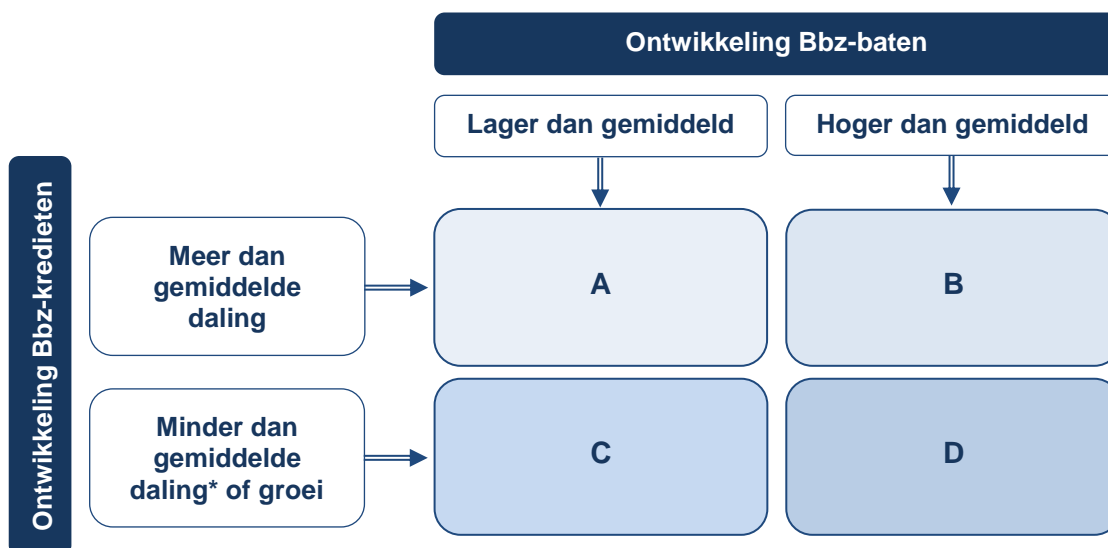 Ontwikkeling Bbz-baten
Lager dan gemiddeld
Hoger dan gemiddeld
Ontwikkeling Bbz-kredieten
Meer dan
gemiddelde
daling
A
B
Minder dan
gemiddelde
daling* of groei
C
D